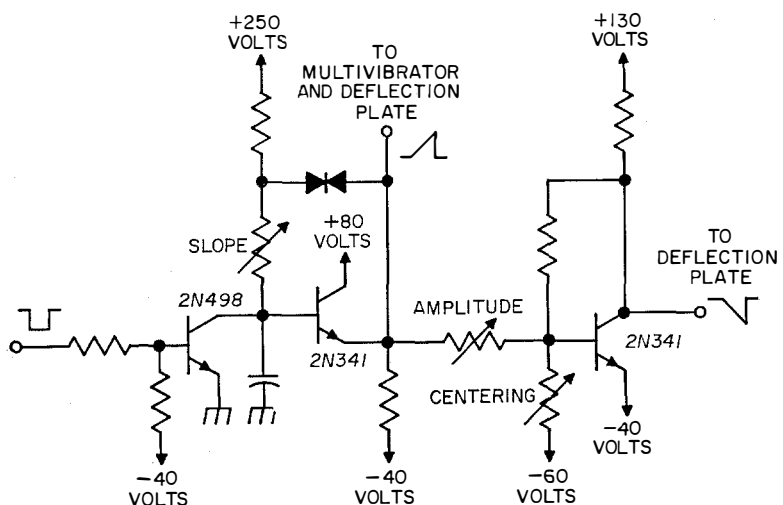 +250
VOLTS
TO
MULTIVIBRATOR
AND DEFLECTION
PLATE
+130
VOLTS
SLOPE
+80
VOLTS
2N498
2N341
AMPLITUDE
CENTERING
TO
DEFLECTION
PLATE
2N341
-40
VOLTS
-40
VOLTS
-40
VOLTS
-60
VOLTS